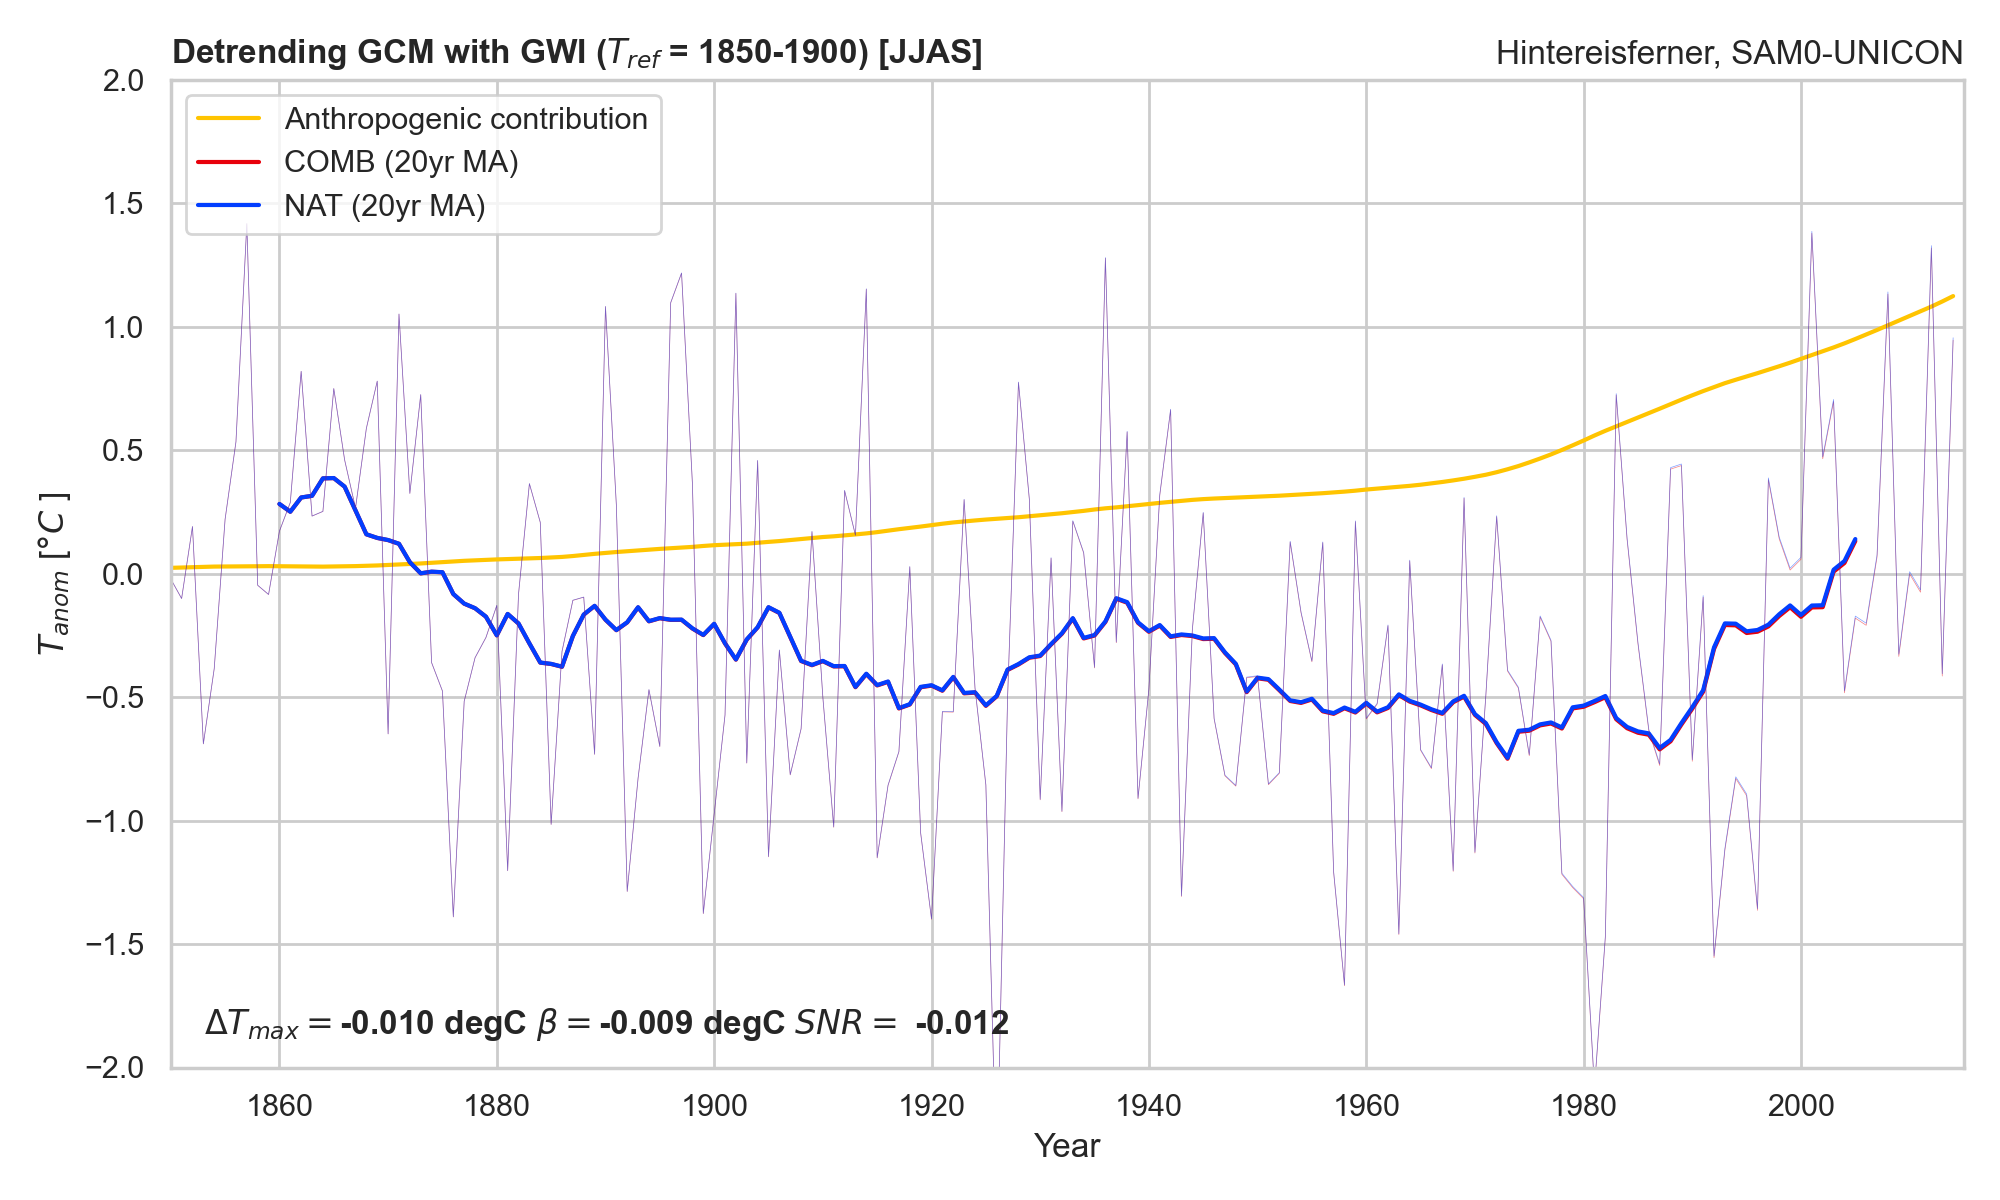 Detrending GCM with GWI (T_ref = 1850-1900) [JJAS]
Hintereisferner, SAM0-UNICON
Anthropogenic contribution
COMB (20yr MA)
NAT (20yr MA)
2.0
1.5
1.0
0.5
0.0
−0.5
−1.0
−1.5
−2.0
T_anom [°C ]
ΔT_max = -0.010 degC β = -0.009 degC SNR = -0.012
1860 1880 1900 1920 1940 1960 1980 2000
Year